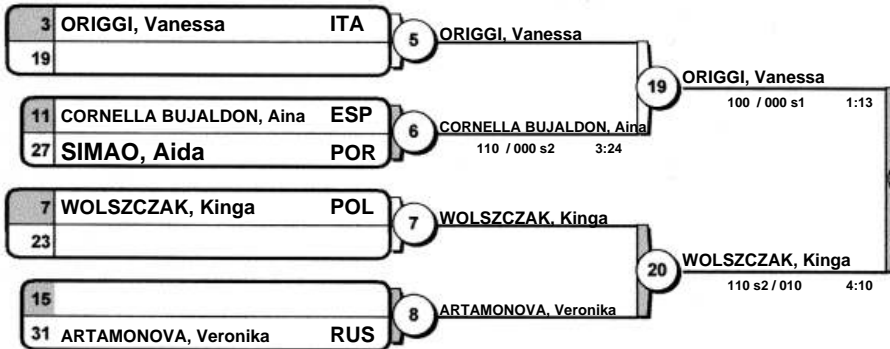 3 ORIGGI, Vanessa ITA
19
5 ORIGGI, Vanessa
11 CORNELLA BUJALDON, Aina ESP
27 SIMAO, Aida POR
6 CORNELLA BUJALDON, Aina
110 / 000 s2 3:24
19 ORIGGI, Vanessa
100 / 000 s1 1:13
7 WOLSZCZAK, Kinga POL
23
7 WOLSZCZAK, Kinga
15
31 ARTAMONOVA, Veronika RUS
8 ARTAMONOVA, Veronika
20 WOLSZCZAK, Kinga
110 s2 / 010 4:10